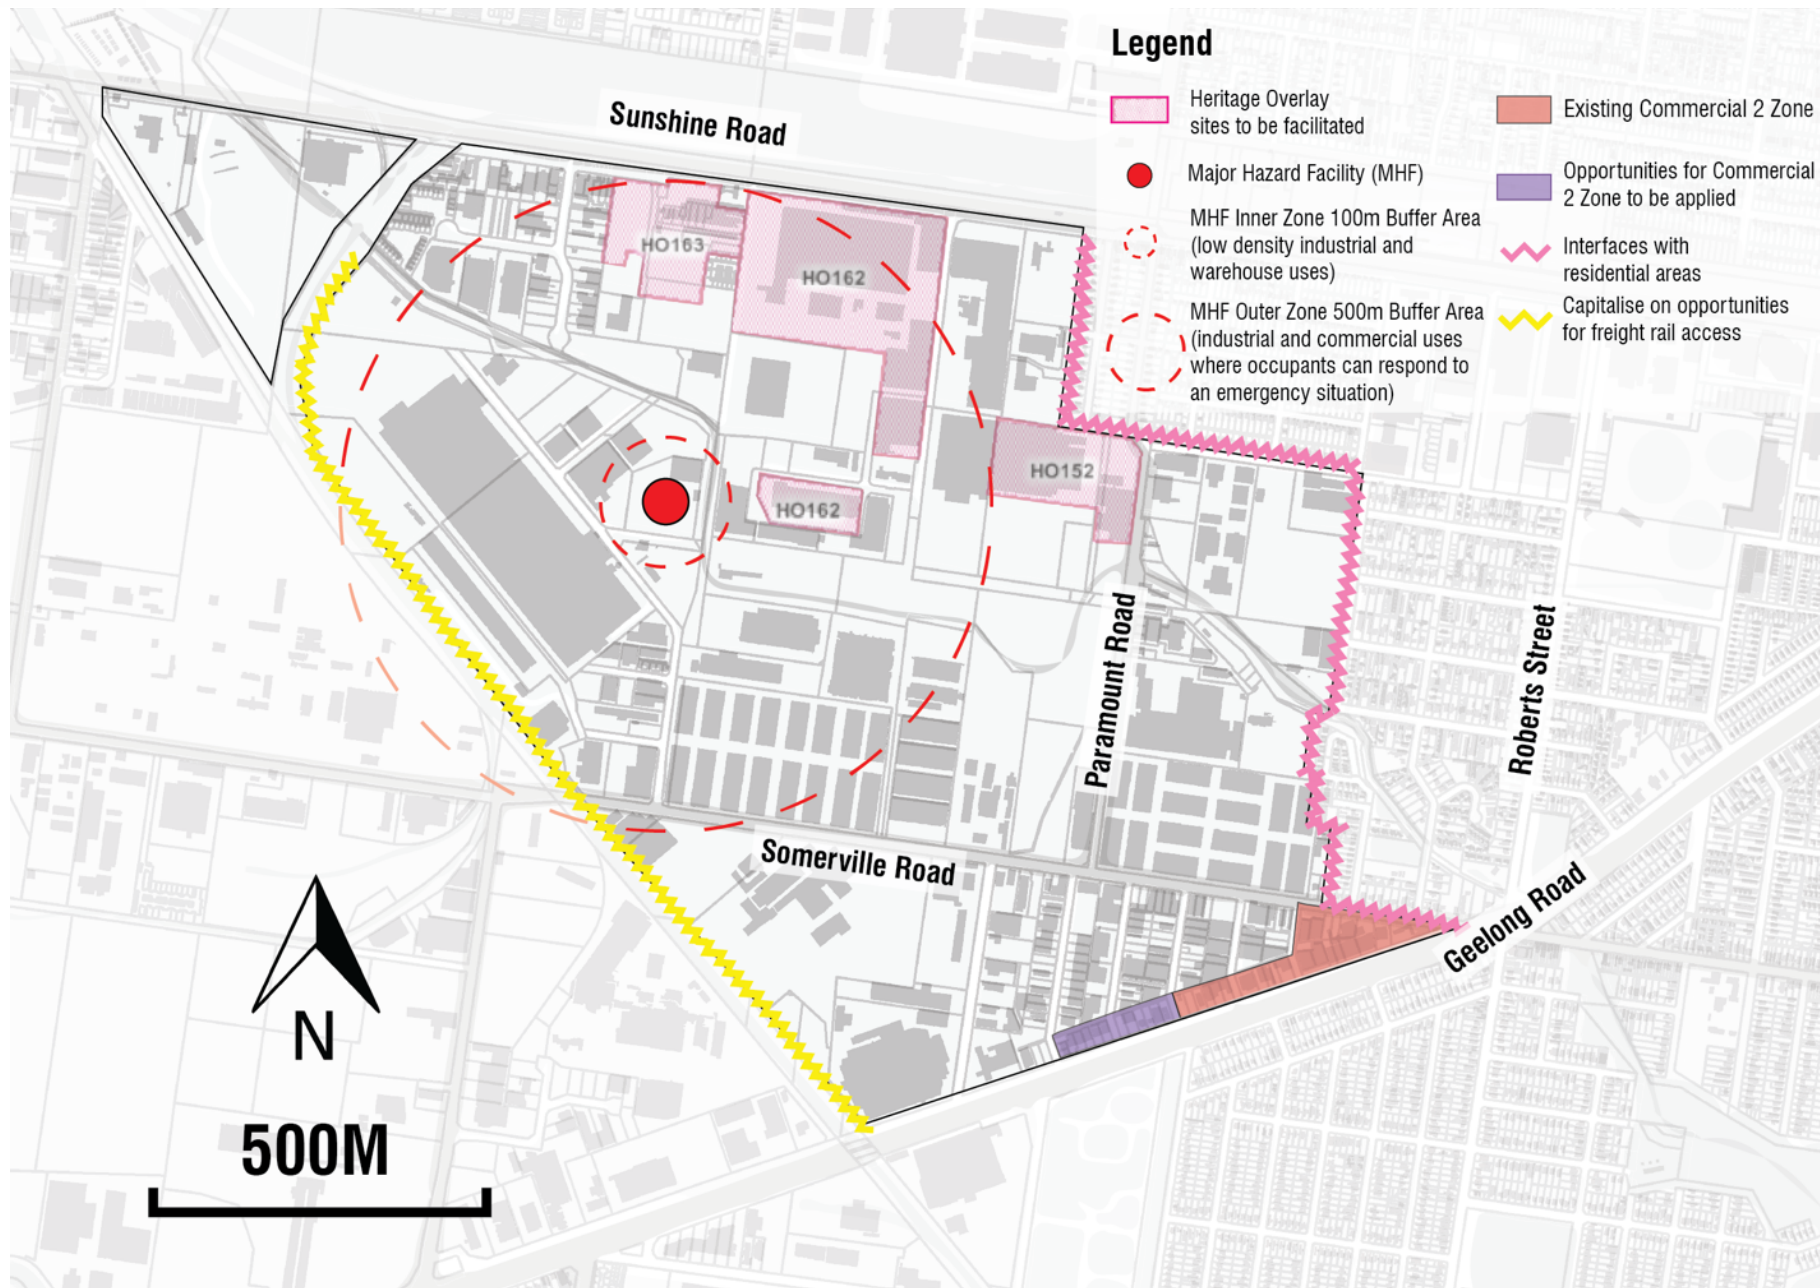 Legend
Heritage Overlay
sites to be facilitated
Major Hazard Facility (MHF)
MHF Inner Zone 100m Buffer Area
(low density industrial and
warehouse uses)
MHF Outer Zone 500m Buffer Area
(industrial and commercial uses
where occupants can respond to
an emergency situation)
Existing Commercial 2 Zone
Opportunities for Commercial
2 Zone to be applied
Interfaces with
residential areas
Capitalise on opportunities
for freight rail access
Sunshine Road
HO163
HO162
HO152
HO162
Paramount Road
Roberts Street
Somerville Road
Geelong Road
N
500M